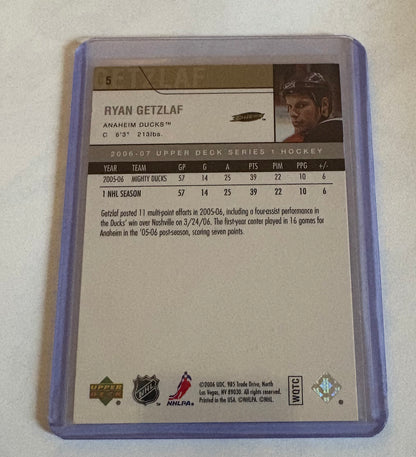 5
GETZLAF
RYAN GETZLAF
ANAHEIM DUCKS™
C 6'3" 213lbs.
2006-07 UPPER DECK SERIES 1 HOCKEY
YEAR TEAM GP G A PTS PIM PPG +/-
2005-06 MIGHTY DUCKS 57 14 25 39 22 10 6
1 NHL SEASON 57 14 25 39 22 10 6
Getzlaf posted 11 multi-point efforts in 2005-06, including a four-assist performance in
the Ducks' win over Nashville on 3/24/06. The first-year center played in 16 games for
Anaheim in the '05-06 post-season, scoring seven points.
UPPER DECK
NHL
NHLPA
©2006 UDC, 985 Trade Drive, North
Las Vegas, NV 89030. All Rights Reserved.
Printed in the USA. ©NHLPA. ©NHL.
WQTC